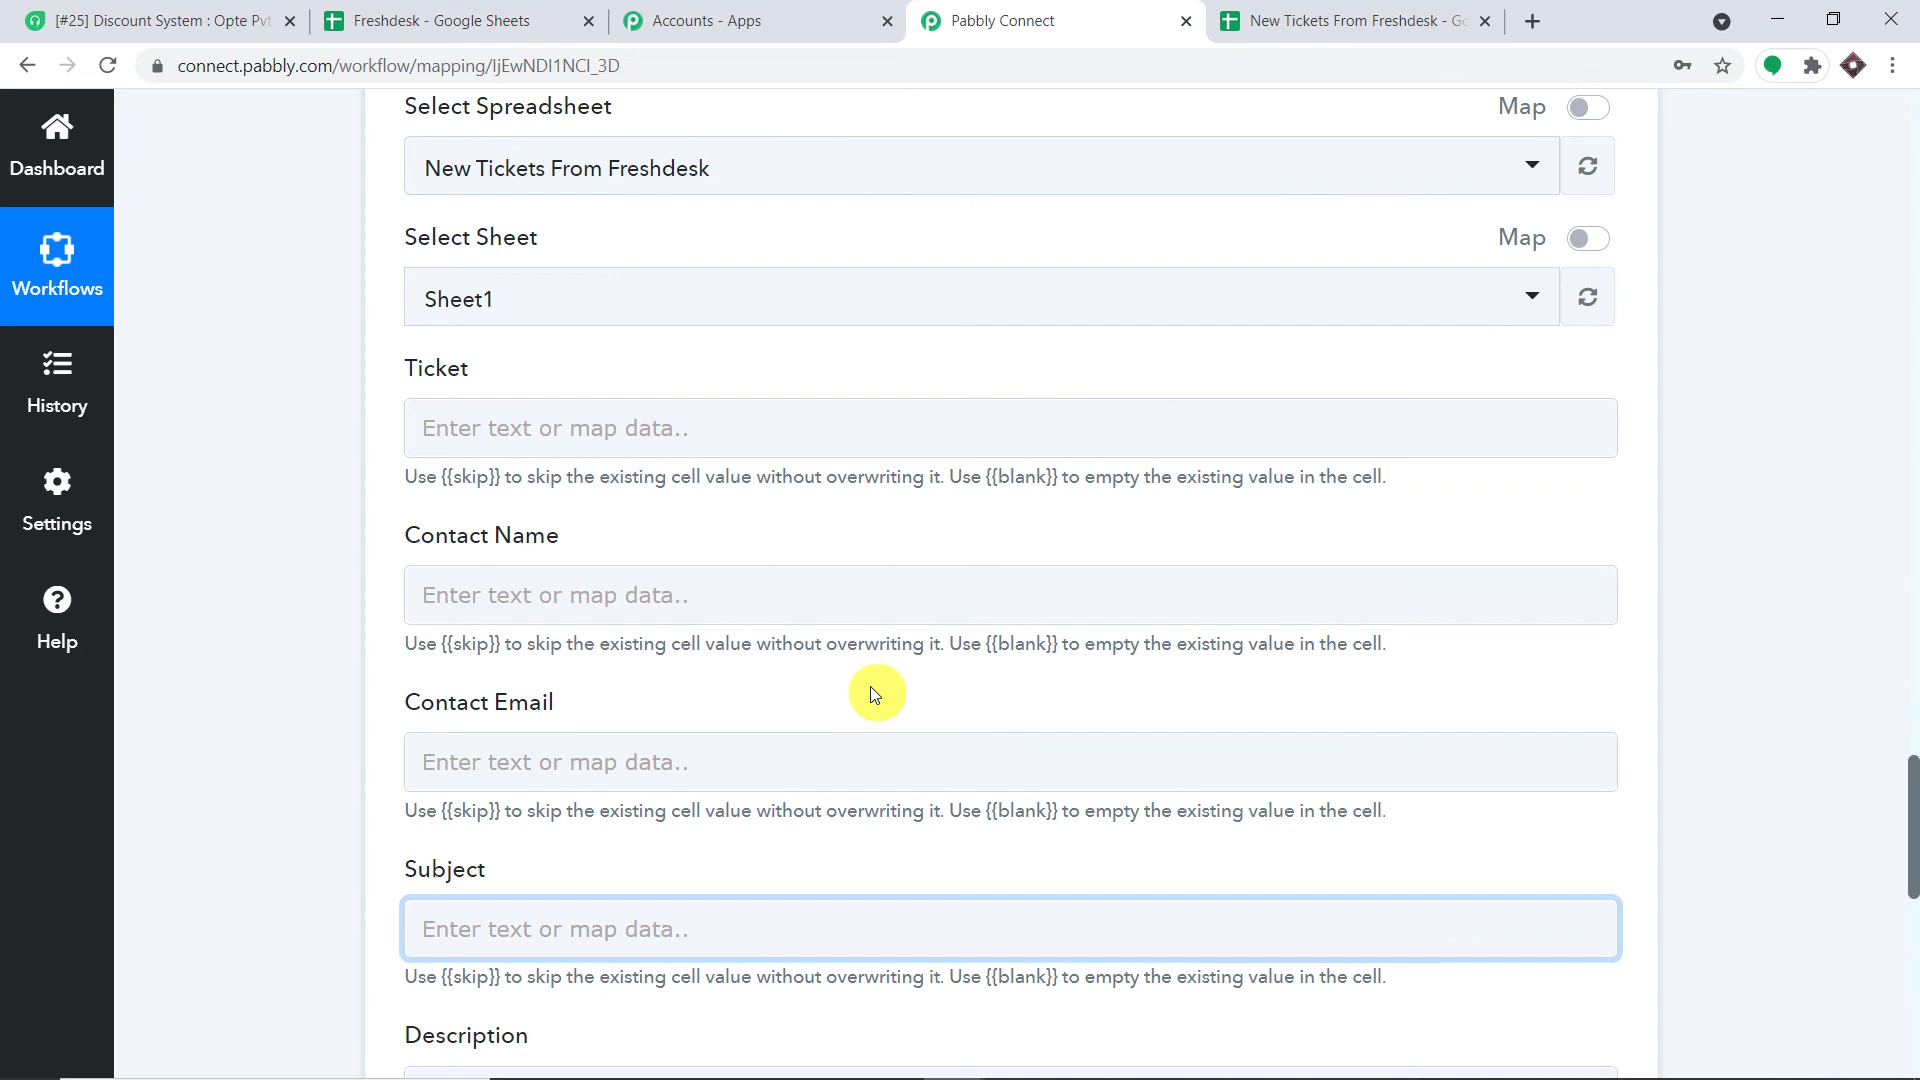 [#25] Discount System : Opte Pvt
Freshdesk - Google Sheets
Accounts - Apps
Pabbly Connect
New Tickets From Freshdesk - Go
connect.pabbly.com/workflow/mapping/IjEwNDI1NCI_3D
Dashboard
Workflows
History
Settings
Help
Select Spreadsheet
Map
New Tickets From Freshdesk
Select Sheet
Map
Sheet1
Ticket
Enter text or map data..
Use {{skip}} to skip the existing cell value without overwriting it. Use {{blank}} to empty the existing value in the cell.
Contact Name
Enter text or map data..
Use {{skip}} to skip the existing cell value without overwriting it. Use {{blank}} to empty the existing value in the cell.
Contact Email
Enter text or map data..
Use {{skip}} to skip the existing cell value without overwriting it. Use {{blank}} to empty the existing value in the cell.
Subject
Enter text or map data..
Use {{skip}} to skip the existing cell value without overwriting it. Use {{blank}} to empty the existing value in the cell.
Description